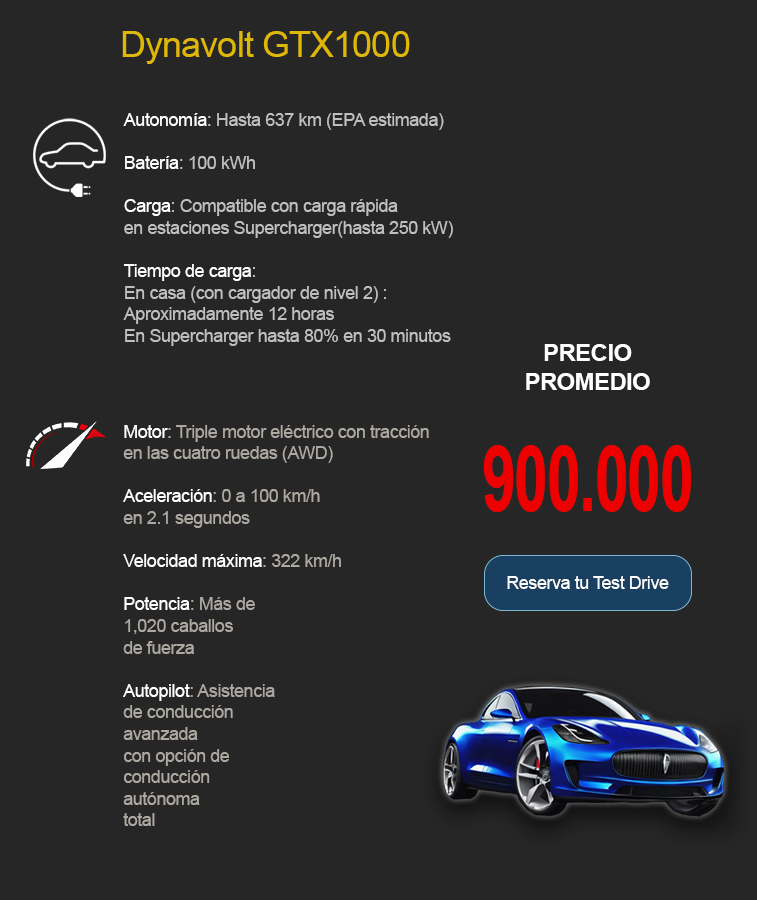 Dynavolt GTX1000
Autonomía: Hasta 637 km (EPA estimada)
Batería: 100 kWh
Carga: Compatible con carga rápida
en estaciones Supercharger(hasta 250 kW)
Tiempo de carga:
En casa (con cargador de nivel 2) :
Aproximadamente 12 horas
En Supercharger hasta 80% en 30 minutos
Motor: Triple motor eléctrico con tracción
en las cuatro ruedas (AWD)
Aceleración: 0 a 100 km/h
en 2.1 segundos
Velocidad máxima: 322 km/h
Potencia: Más de
1,020 caballos
de fuerza
Autopilot: Asistencia
de conducción
avanzada
con opción de
conducción
autónoma
total
PRECIO
PROMEDIO
900.000
Reserva tu Test Drive